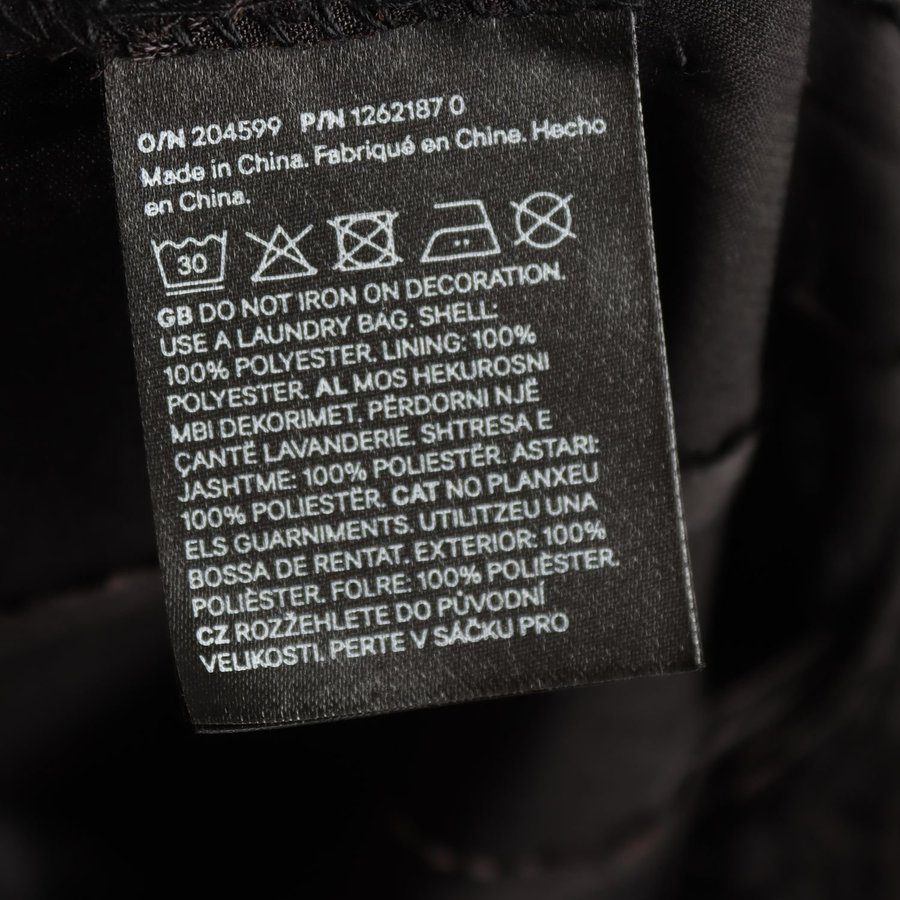 O/N 204599 P/N 1262187 0
Made in China. Fabriqué en Chine. Hecho
en China.
30
GB DO NOT IRON ON DECORATION.
USE A LAUNDRY BAG. SHELL:
100% POLYESTER. LINING: 100%
POLYESTER. AL MOS HEKUROSNI
MBI DEKORIMET. PËRDORNI NJË
ÇANTË LAVANDERIE. SHTRESA E
JASHTME: 100% POLIESTËR. ASTARI:
100% POLIESTËR. CAT NO PLANXEU
ELS GUARNIMENTS. UTILITZEU UNA
BOSSA DE RENTAT. EXTERIOR: 100%
POLIÈSTER. FOLRE: 100% POLIÈSTER.
CZ ROZŽEHLETE DO PŮVODNÍ
VELIKOSTI. PERTE V SÁČKU PRO